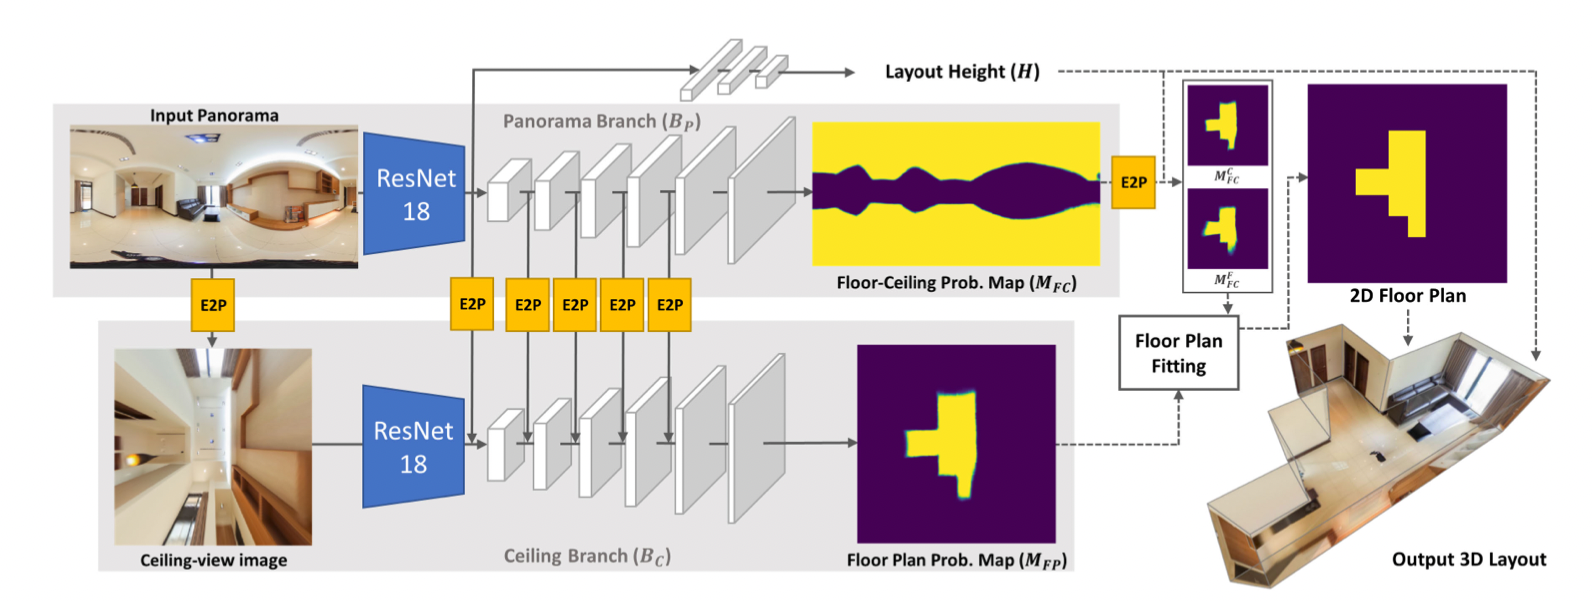 Layout Height (H)
Input Panorama
Panorama Branch (B_P)
ResNet
18
E2P
M_{FC}^{C}
M_{FC}^{F}
Floor-Ceiling Prob. Map (M_{FC})
2D Floor Plan
E2P
E2P
E2P
E2P
E2P
E2P
Floor Plan
Fitting
ResNet
18
Ceiling-view image
Ceiling Branch (B_C)
Floor Plan Prob. Map (M_{FP})
Output 3D Layout